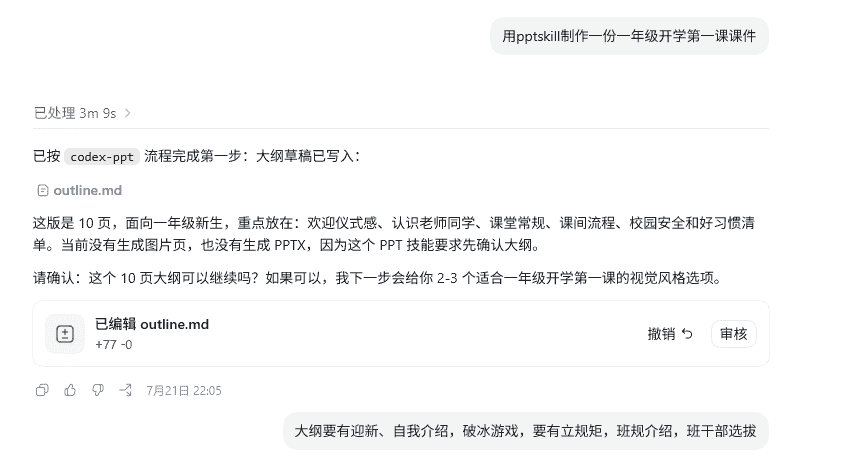 用pptskill制作一份一年级开学第一课课件
已处理 3m 9s >
已按 codex-ppt 流程完成第一步：大纲草稿已写入：
outline.md
这版是 10 页，面向一年级新生，重点放在：欢迎仪式感、认识老师同学、课堂常规、课间流程、校园安全和好习惯清
单。当前没有生成图片页，也没有生成 PPTX，因为这个 PPT 技能要求先确认大纲。
请确认：这个 10 页大纲可以继续吗？如果可以，我下一步会给你 2-3 个适合一年级开学第一课的视觉风格选项。
已编辑 outline.md
+77 -0
撤销
审核
7月21日 22:05
大纲要有迎新、自我介绍，破冰游戏，要有立规矩，班规介绍，班干部选拔